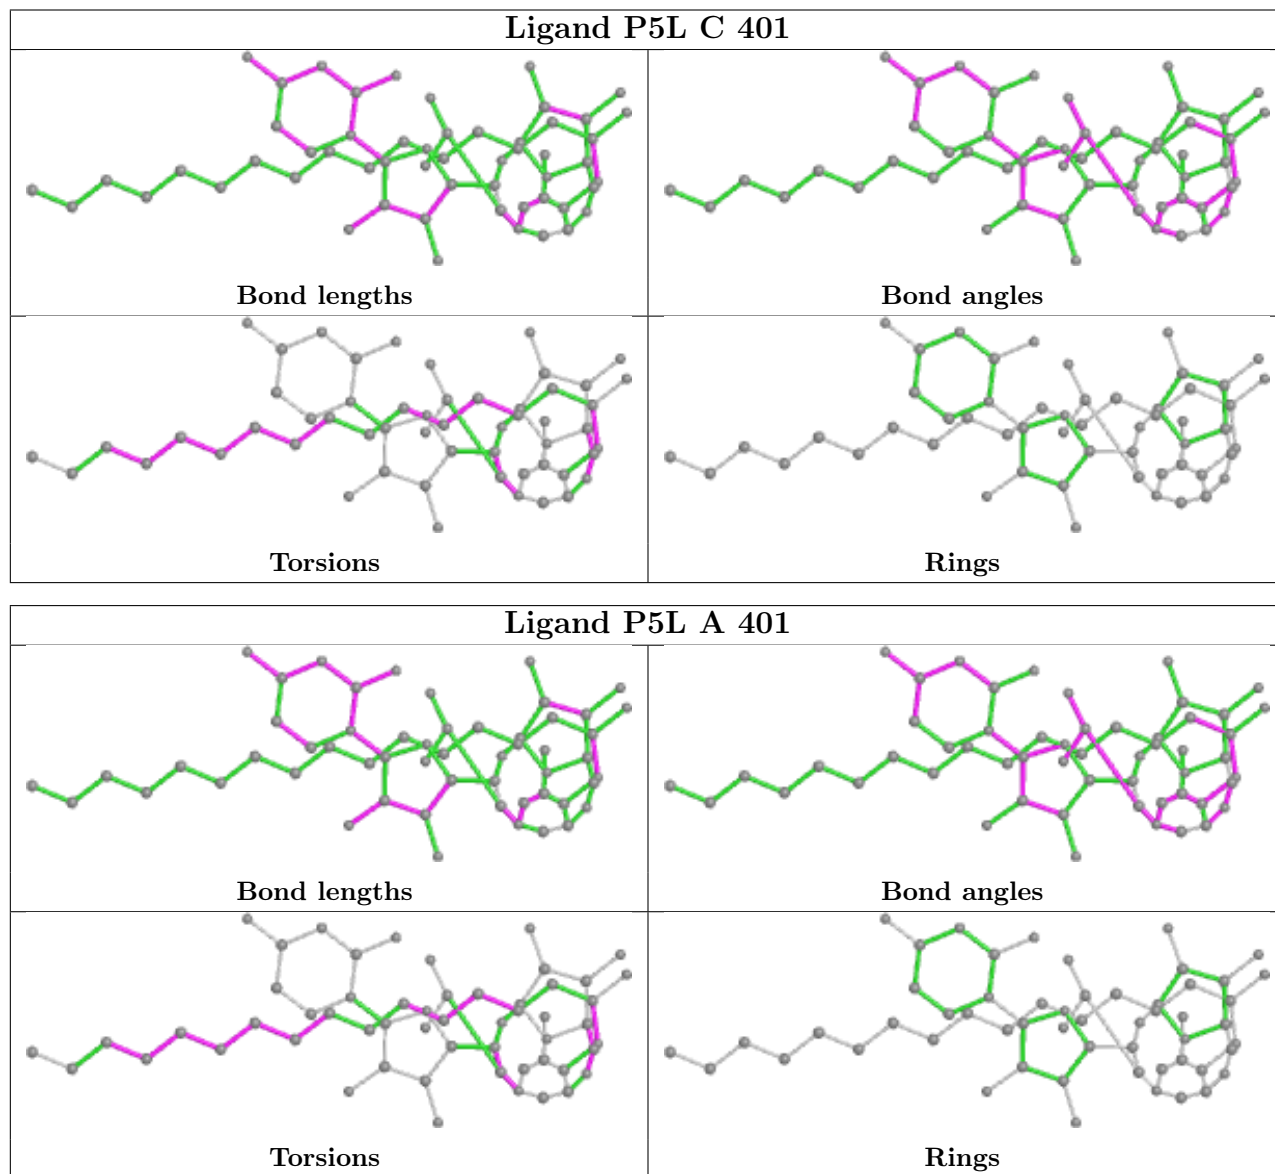 Ligand P5L C 401
Bond lengths
Bond angles
Torsions
Rings
Ligand P5L A 401
Bond lengths
Bond angles
Torsions
Rings